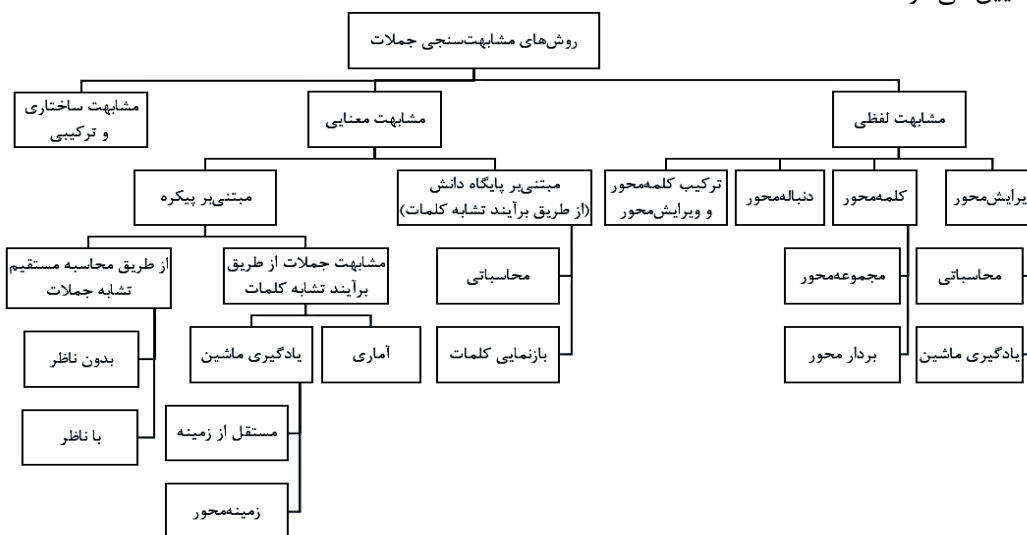 روش‌های مشابهت‌سنجی جملات
مشابهت لفظی
مشابهت معنایی
مشابهت ساختاری
و ترکیبی
یرایش‌محور
کلمه‌محور
دنباله‌محور
ترکیب کلمه‌محور
و ویرایش‌محور
مبتنی‌بر پایگاه دانش
(از طریق برآیند تشابه کلمات)
مبتنی‌بر پیکره
محاسباتی
مجموعه‌محور
محاسباتی
مشابهت جملات از طریق
برآیند تشابه کلمات
از طریق محاسبه مستقیم
تشابه جملات
یادگیری ماشین
بردار محور
بازنمایی کلمات
آماری
یادگیری ماشین
بدون ناظر
مستقل از زمینه
با ناظر
زمینه‌محور